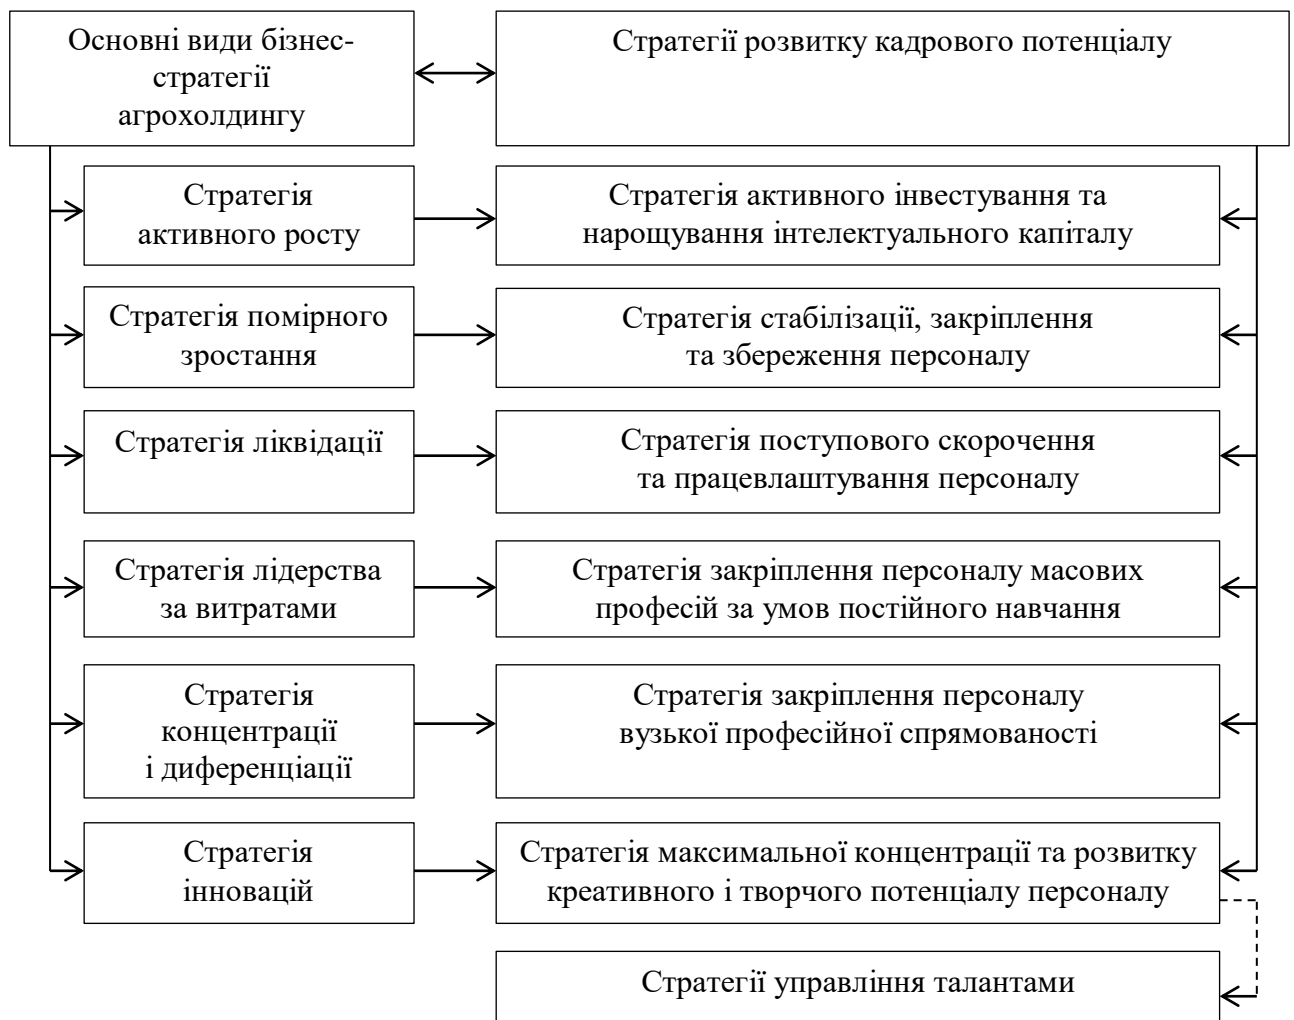 Основні види бізнес-
стратегії
агрохолдингу
Стратегії розвитку кадрового потенціалу
Стратегія
активного росту
Стратегія активного інвестування та
нарощування інтелектуального капіталу
Стратегія помірного
зростання
Стратегія стабілізації, закріплення
та збереження персоналу
Стратегія ліквідації
Стратегія поступового скорочення
та працевлаштування персоналу
Стратегія лідерства
за витратами
Стратегія закріплення персоналу масових
професій за умов постійного навчання
Стратегія
концентрації
і диференціації
Стратегія закріплення персоналу
вузької професійної спрямованості
Стратегія
інновацій
Стратегія максимальної концентрації та розвитку
креативного і творчого потенціалу персоналу
Стратегії управління талантами